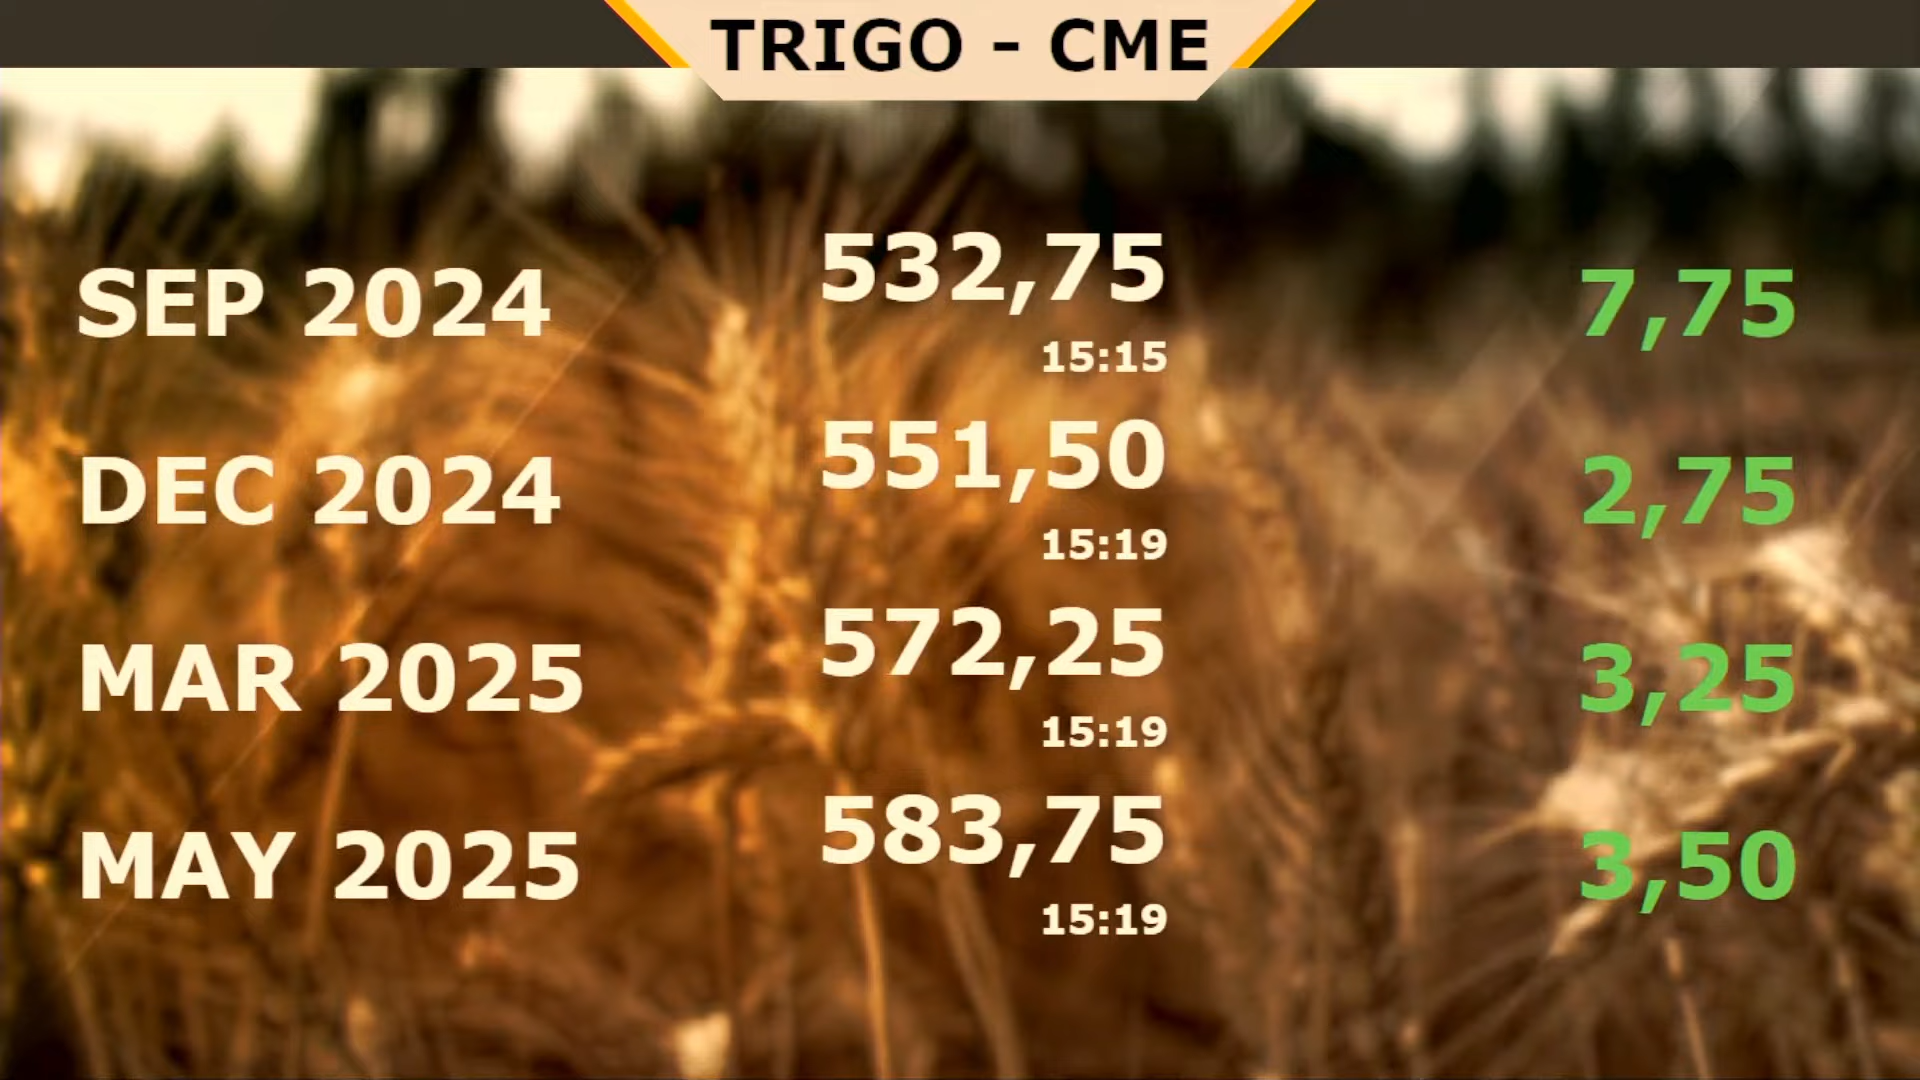 TRIGO - CME
SEP 2024 532,75 7,75
15:15
DEC 2024 551,50 2,75
15:19
MAR 2025 572,25 3,25
15:19
MAY 2025 583,75 3,50
15:19